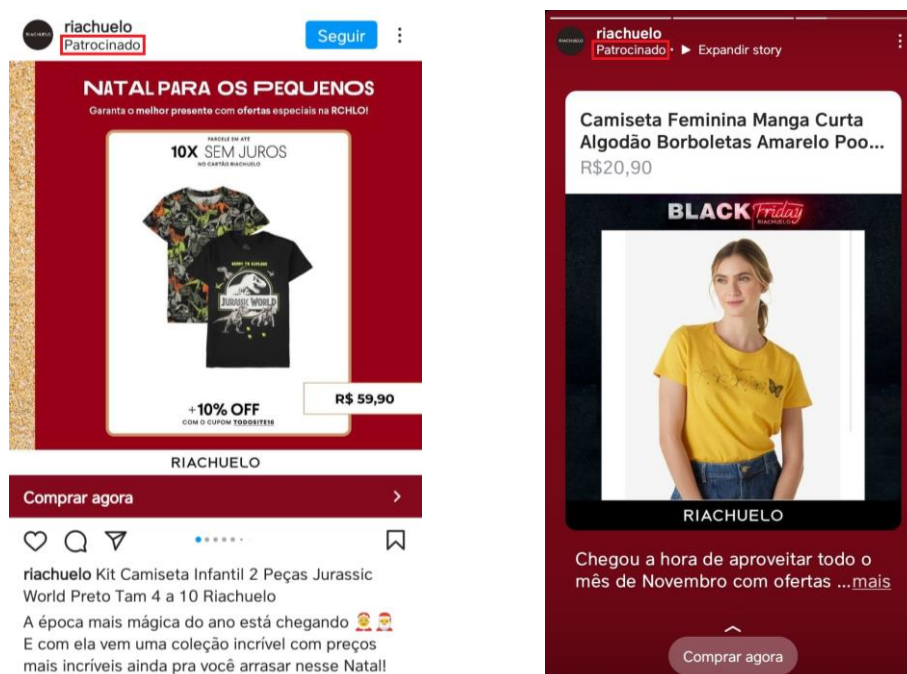 riachuelo
Patrocinado
Seguir
NATAL PARA OS PEQUENOS
Garanta o melhor presente com ofertas especiais na RCHLO!
PARCELE EM ATÉ
10X SEM JUROS
NO CARTÃO RIACHUELO
JURASSIC WORLD
R$ 59,90
+10% OFF
COM O CUPOM TODOSITE10
RIACHUELO
Comprar agora
riachuelo Kit Camiseta Infantil 2 Peças Jurassic
World Preto Tam 4 a 10 Riachuelo
A época mais mágica do ano está chegando 🤶 🎅
E com ela vem uma coleção incrível com preços
mais incríveis ainda pra você arrasar nesse Natal!
riachuelo
Patrocinado • ▶ Expandir story
Camiseta Feminina Manga Curta
Algodão Borboletas Amarelo Poo...
R$20,90
BLACK Friday
RIACHUELO
RIACHUELO
Chegou a hora de aproveitar todo o
mês de Novembro com ofertas ...mais
Comprar agora